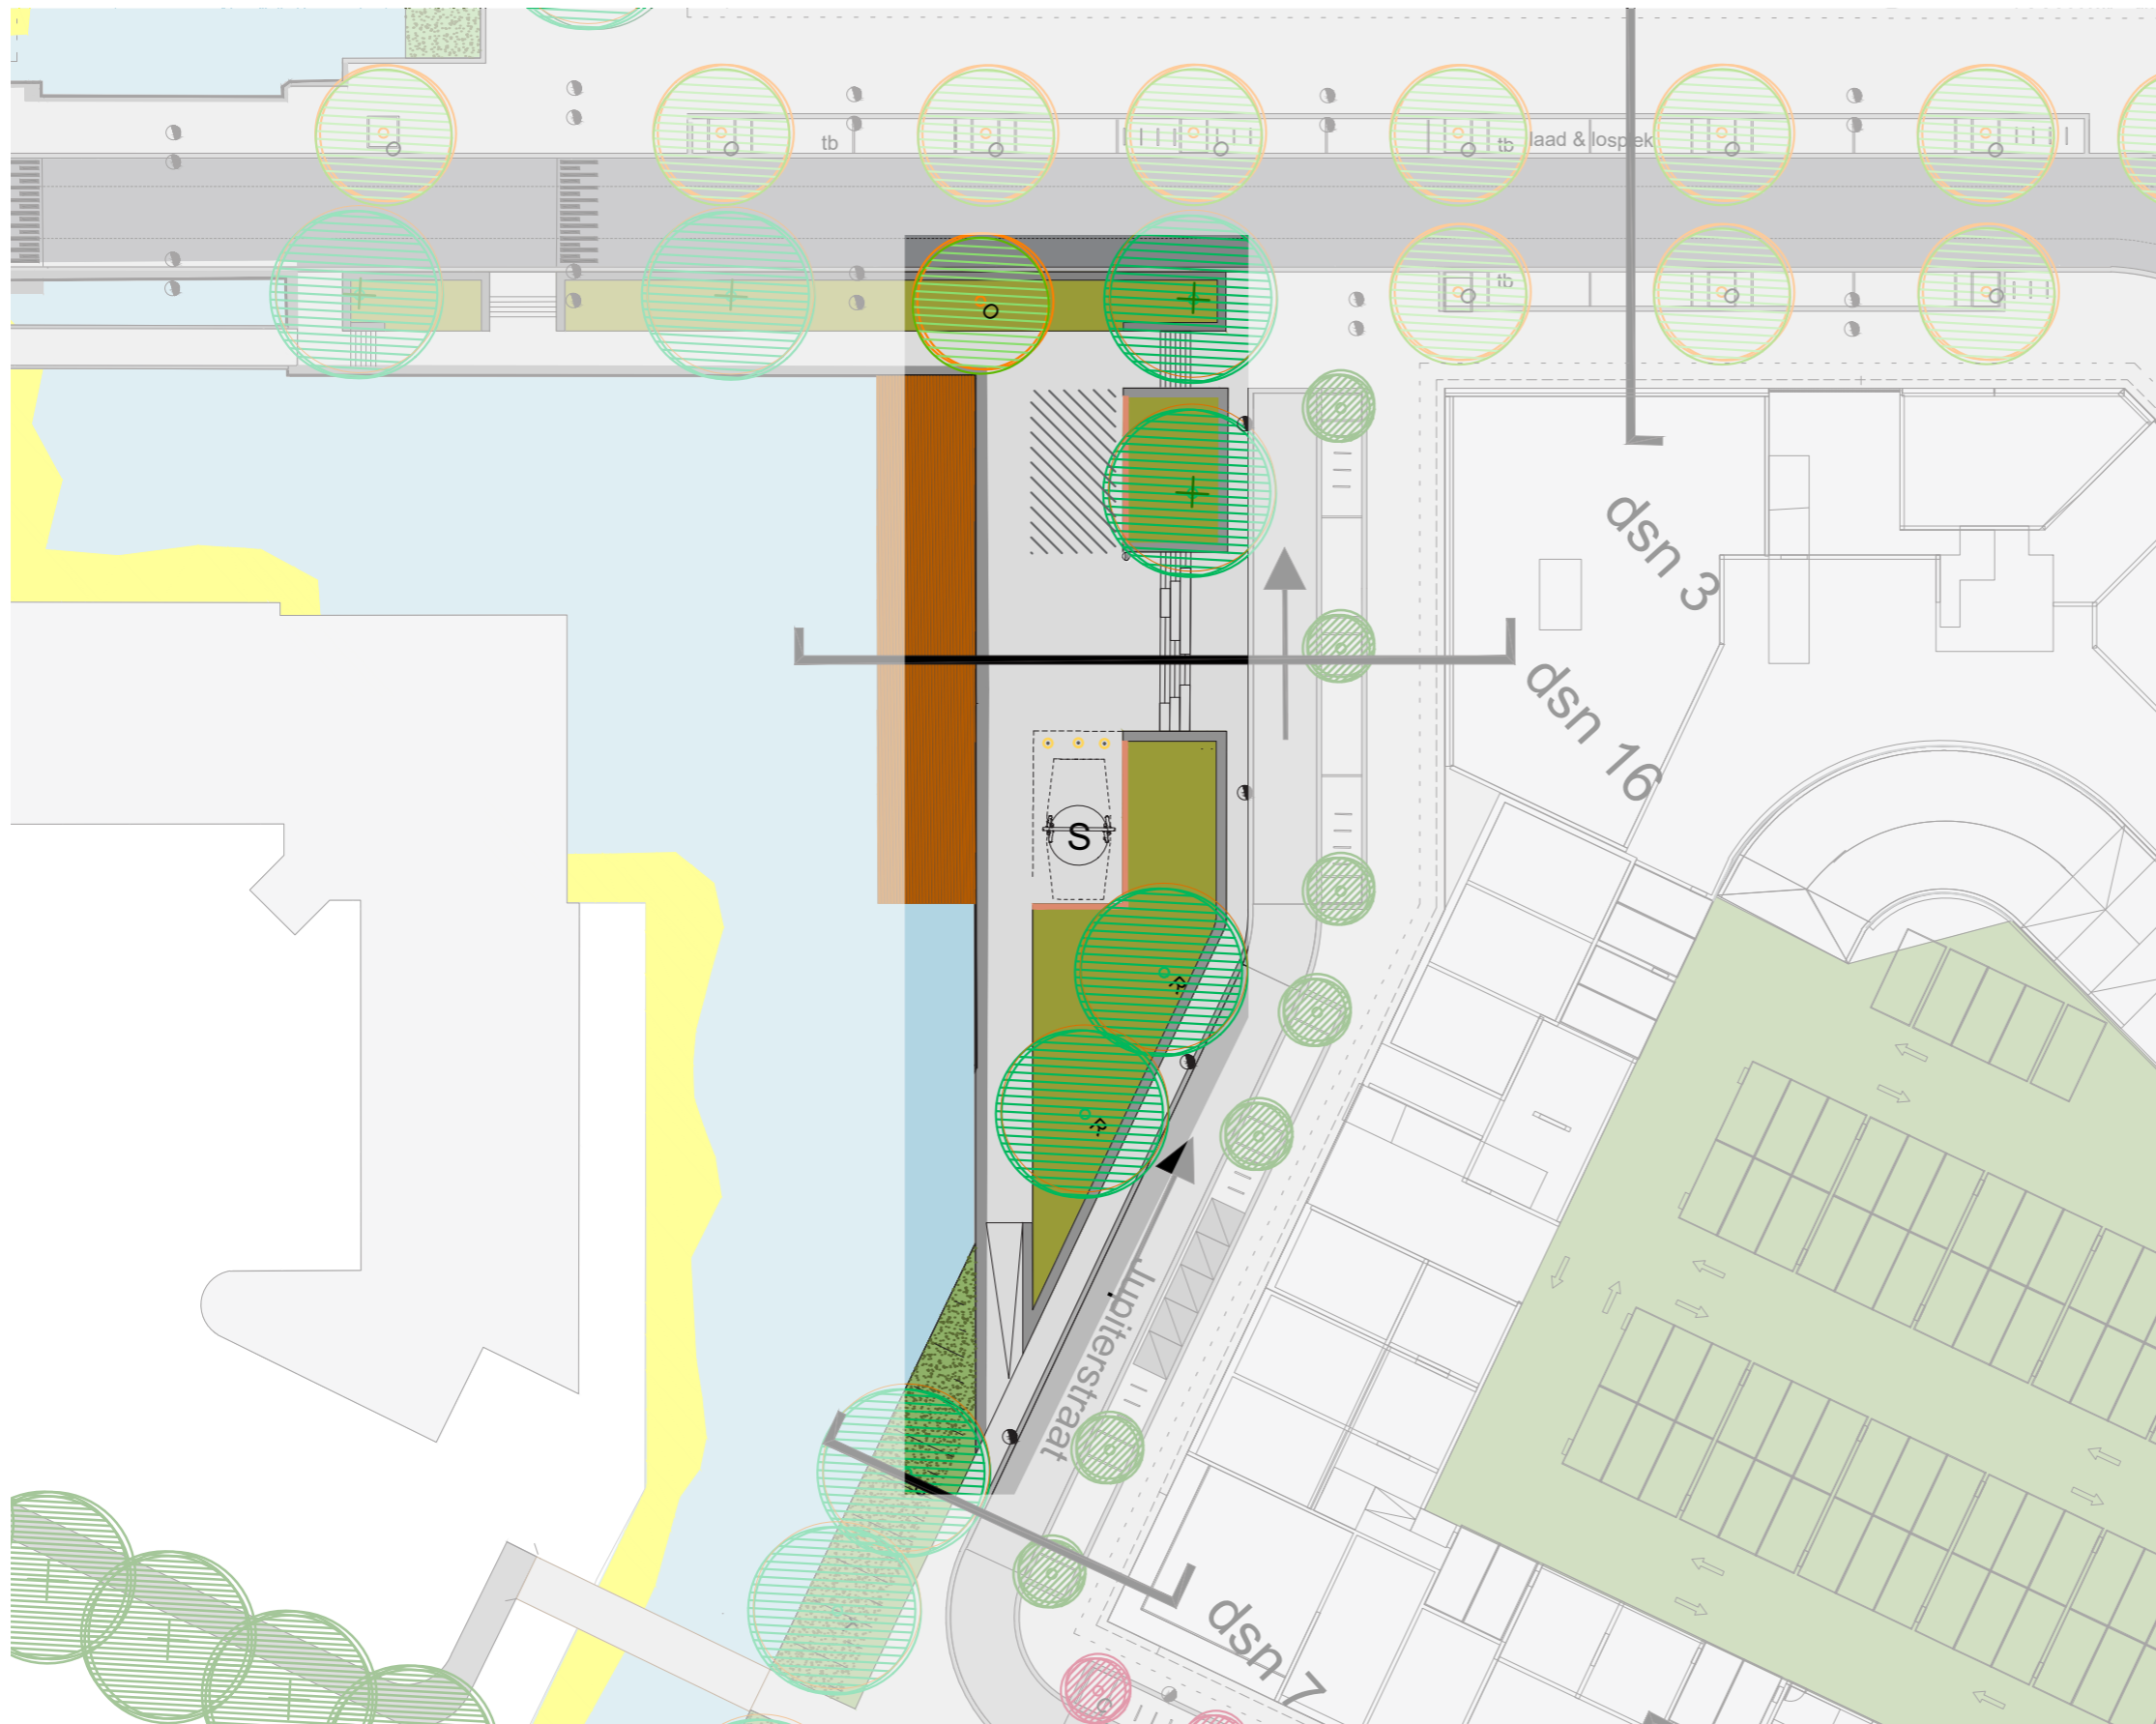 tb
tb
laad & losplek
tb
dsn 3
dsn 16
S
Jupiterstraat
dsn 7